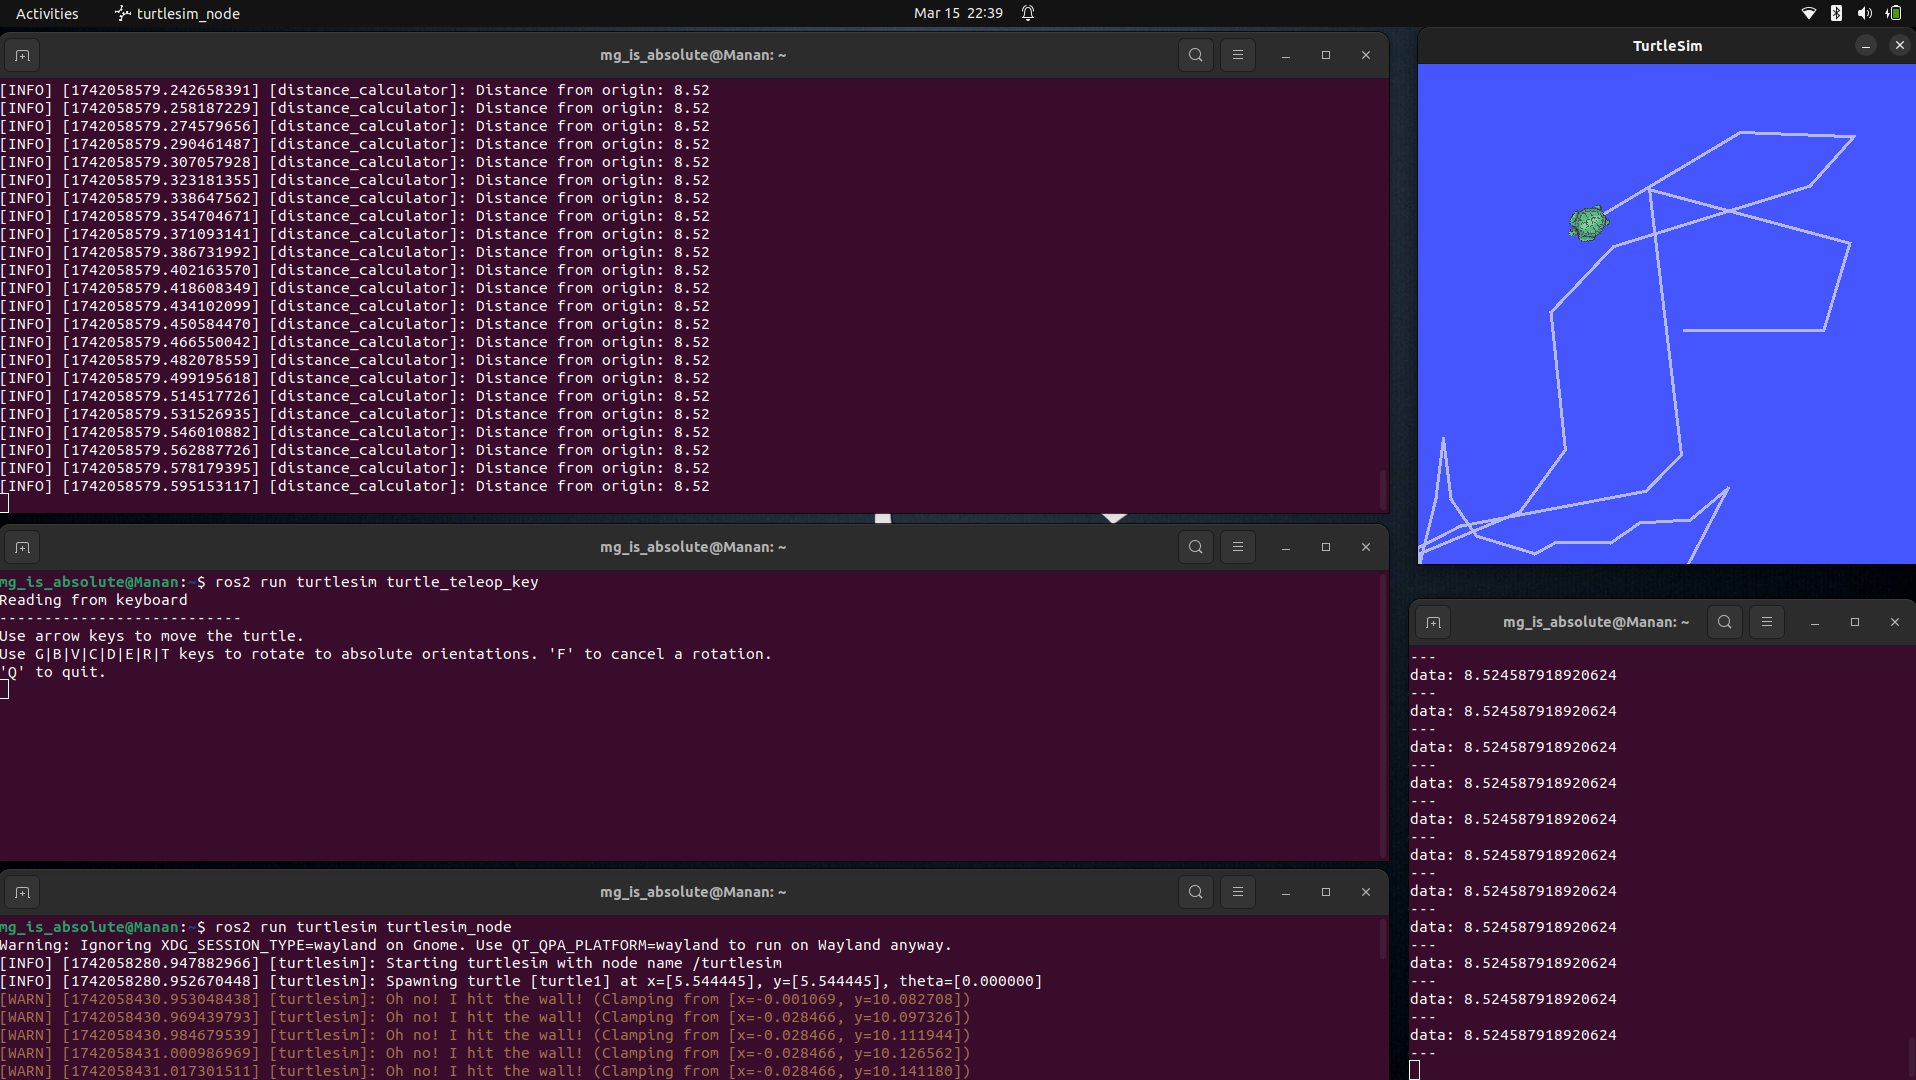 Activities turtlesim_node Mar 15 22:39
mg_is_absolute@Manan: ~
[INFO] [1742058579.242658391] [distance_calculator]: Distance from origin: 8.52
[INFO] [1742058579.258187229] [distance_calculator]: Distance from origin: 8.52
[INFO] [1742058579.274579656] [distance_calculator]: Distance from origin: 8.52
[INFO] [1742058579.290461487] [distance_calculator]: Distance from origin: 8.52
[INFO] [1742058579.307057928] [distance_calculator]: Distance from origin: 8.52
[INFO] [1742058579.323181355] [distance_calculator]: Distance from origin: 8.52
[INFO] [1742058579.338647562] [distance_calculator]: Distance from origin: 8.52
[INFO] [1742058579.354704671] [distance_calculator]: Distance from origin: 8.52
[INFO] [1742058579.371093141] [distance_calculator]: Distance from origin: 8.52
[INFO] [1742058579.386731992] [distance_calculator]: Distance from origin: 8.52
[INFO] [1742058579.402163570] [distance_calculator]: Distance from origin: 8.52
[INFO] [1742058579.418608349] [distance_calculator]: Distance from origin: 8.52
[INFO] [1742058579.434102099] [distance_calculator]: Distance from origin: 8.52
[INFO] [1742058579.450584470] [distance_calculator]: Distance from origin: 8.52
[INFO] [1742058579.466550042] [distance_calculator]: Distance from origin: 8.52
[INFO] [1742058579.482078559] [distance_calculator]: Distance from origin: 8.52
[INFO] [1742058579.499195618] [distance_calculator]: Distance from origin: 8.52
[INFO] [1742058579.514517726] [distance_calculator]: Distance from origin: 8.52
[INFO] [1742058579.531526935] [distance_calculator]: Distance from origin: 8.52
[INFO] [1742058579.546010882] [distance_calculator]: Distance from origin: 8.52
[INFO] [1742058579.562887726] [distance_calculator]: Distance from origin: 8.52
[INFO] [1742058579.578179395] [distance_calculator]: Distance from origin: 8.52
[INFO] [1742058579.595153117] [distance_calculator]: Distance from origin: 8.52
mg_is_absolute@Manan: ~
mg_is_absolute@Manan:~$ ros2 run turtlesim turtle_teleop_key
Reading from keyboard
---------------------------
Use arrow keys to move the turtle.
Use G|B|V|C|D|E|R|T keys to rotate to absolute orientations. 'F' to cancel a rotation.
'Q' to quit.
mg_is_absolute@Manan: ~
mg_is_absolute@Manan:~$ ros2 run turtlesim turtlesim_node
Warning: Ignoring XDG_SESSION_TYPE=wayland on Gnome. Use QT_QPA_PLATFORM=wayland to run on Wayland anyway.
[INFO] [1742058280.947882966] [turtlesim]: Starting turtlesim with node name /turtlesim
[INFO] [1742058280.952670448] [turtlesim]: Spawning turtle [turtle1] at x=[5.544445], y=[5.544445], theta=[0.000000]
[WARN] [1742058430.953048438] [turtlesim]: Oh no! I hit the wall! (Clamping from [x=-0.001069, y=10.082708])
[WARN] [1742058430.969439793] [turtlesim]: Oh no! I hit the wall! (Clamping from [x=-0.028466, y=10.097326])
[WARN] [1742058430.984679539] [turtlesim]: Oh no! I hit the wall! (Clamping from [x=-0.028466, y=10.111944])
[WARN] [1742058431.000986969] [turtlesim]: Oh no! I hit the wall! (Clamping from [x=-0.028466, y=10.126562])
[WARN] [1742058431.017301511] [turtlesim]: Oh no! I hit the wall! (Clamping from [x=-0.028466, y=10.141180])
TurtleSim
mg_is_absolute@Manan: ~
---
data: 8.524587918920624
---
data: 8.524587918920624
---
data: 8.524587918920624
---
data: 8.524587918920624
---
data: 8.524587918920624
---
data: 8.524587918920624
---
data: 8.524587918920624
---
data: 8.524587918920624
---
data: 8.524587918920624
---
data: 8.524587918920624
---
data: 8.524587918920624
---